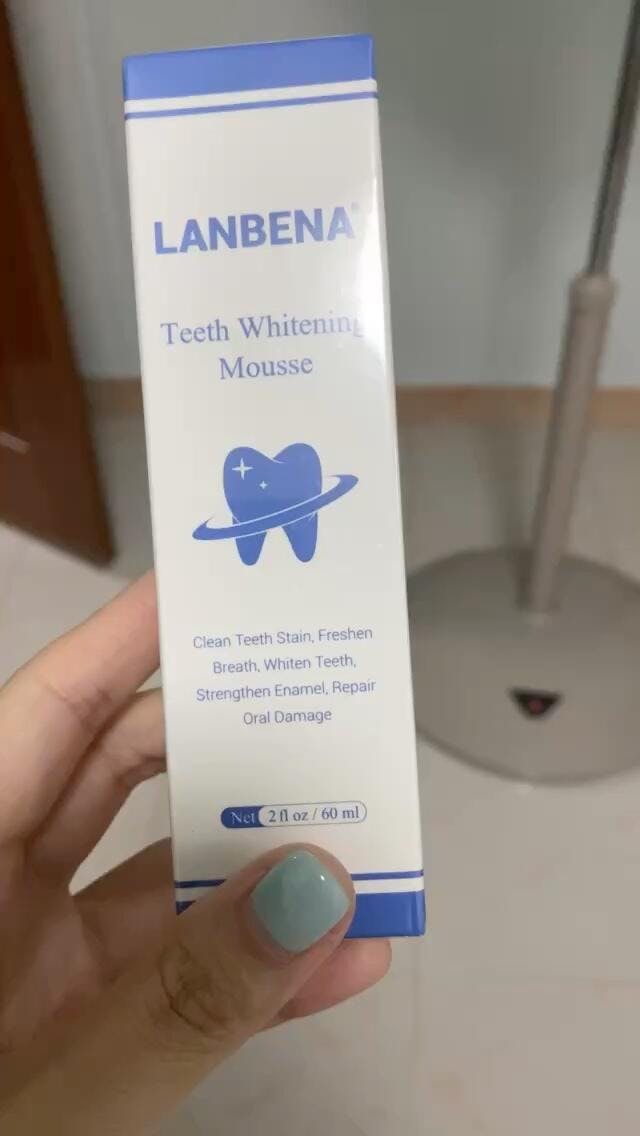 LANBENA
Teeth Whitening
Mousse
Clean Teeth Stain, Freshen
Breath, Whiten Teeth,
Strengthen Enamel, Repair
Oral Damage
Net 2 fl oz / 60 ml